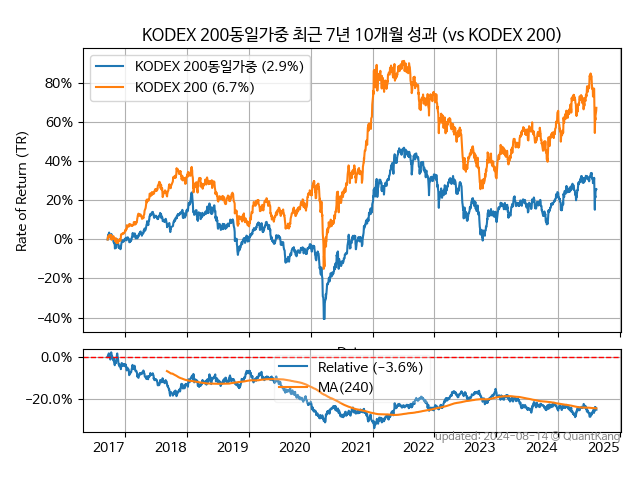 KODEX 200동일가중 최근 7년 10개월 성과 (vs KODEX 200)
KODEX 200동일가중 (2.9%)
KODEX 200 (6.7%)
Rate of Return (TR)
80%
60%
40%
20%
0%
−20%
−40%
0.0%
−20.0%
Relative (−3.6%)
MA(240)
updated: 2024-08-14 © QuantKang
2017 2018 2019 2020 2021 2022 2023 2024 2025